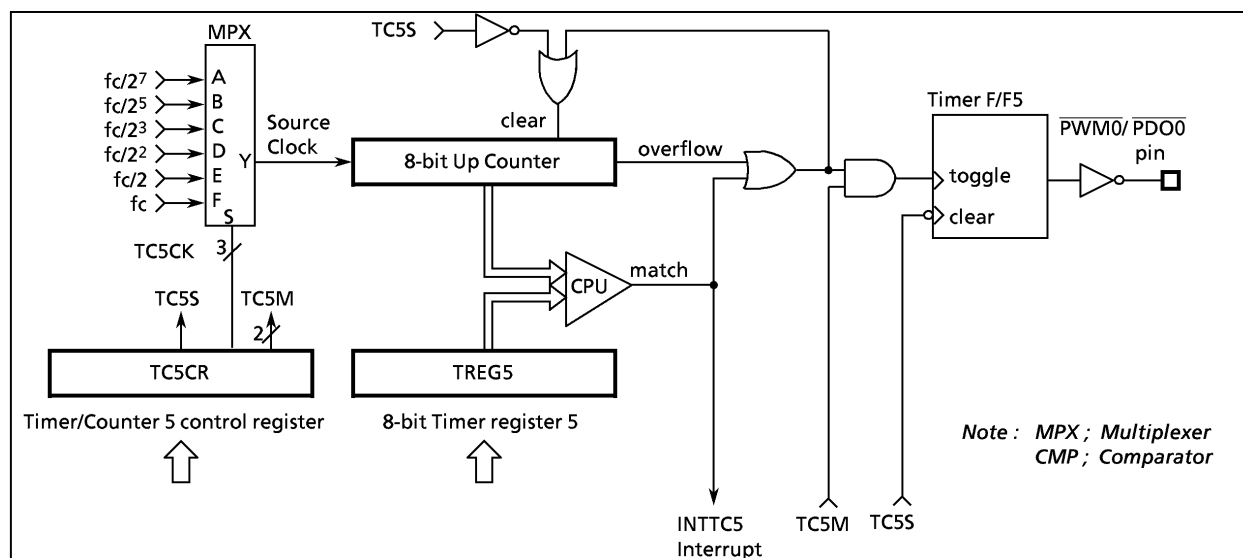 MPX
TC5S
fc/2⁷
fc/2⁵
fc/2³
fc/2²
fc/2
fc
A
B
C
D
E
F
Y
S
Source
Clock
clear
8-bit Up Counter
overflow
Timer F/F5
toggle
clear
PWM0/ PDO0
pin
TC5CK
3
TC5S
TC5M
2
CPU
match
TC5CR
TREG5
Timer/Counter 5 control register
8-bit Timer register 5
Note : MPX ; Multiplexer
CMP ; Comparator
INTTC5
Interrupt
TC5M
TC5S